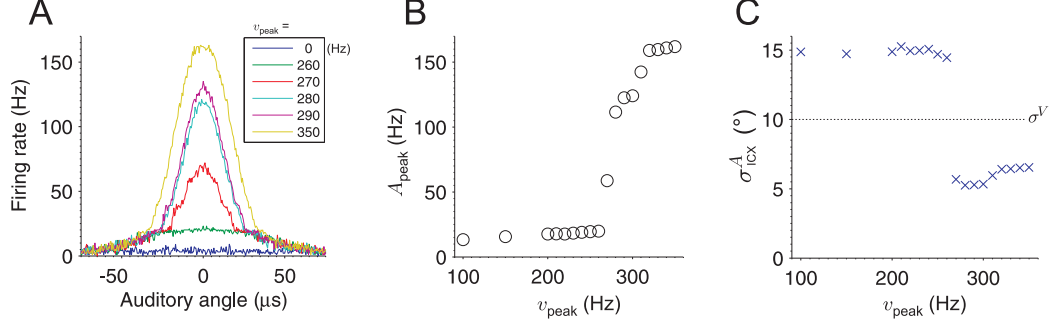 A
v_peak =
0 (Hz)
260
270
280
290
350
150
100
50
0
Firing rate (Hz)
-50 0 50
Auditory angle (μs)
B
150
100
50
0
A_peak (Hz)
100 200 300
v_peak (Hz)
C
15
10
5
0
σ^A_ICX (°)
σ^V
100 200 300
v_peak (Hz)